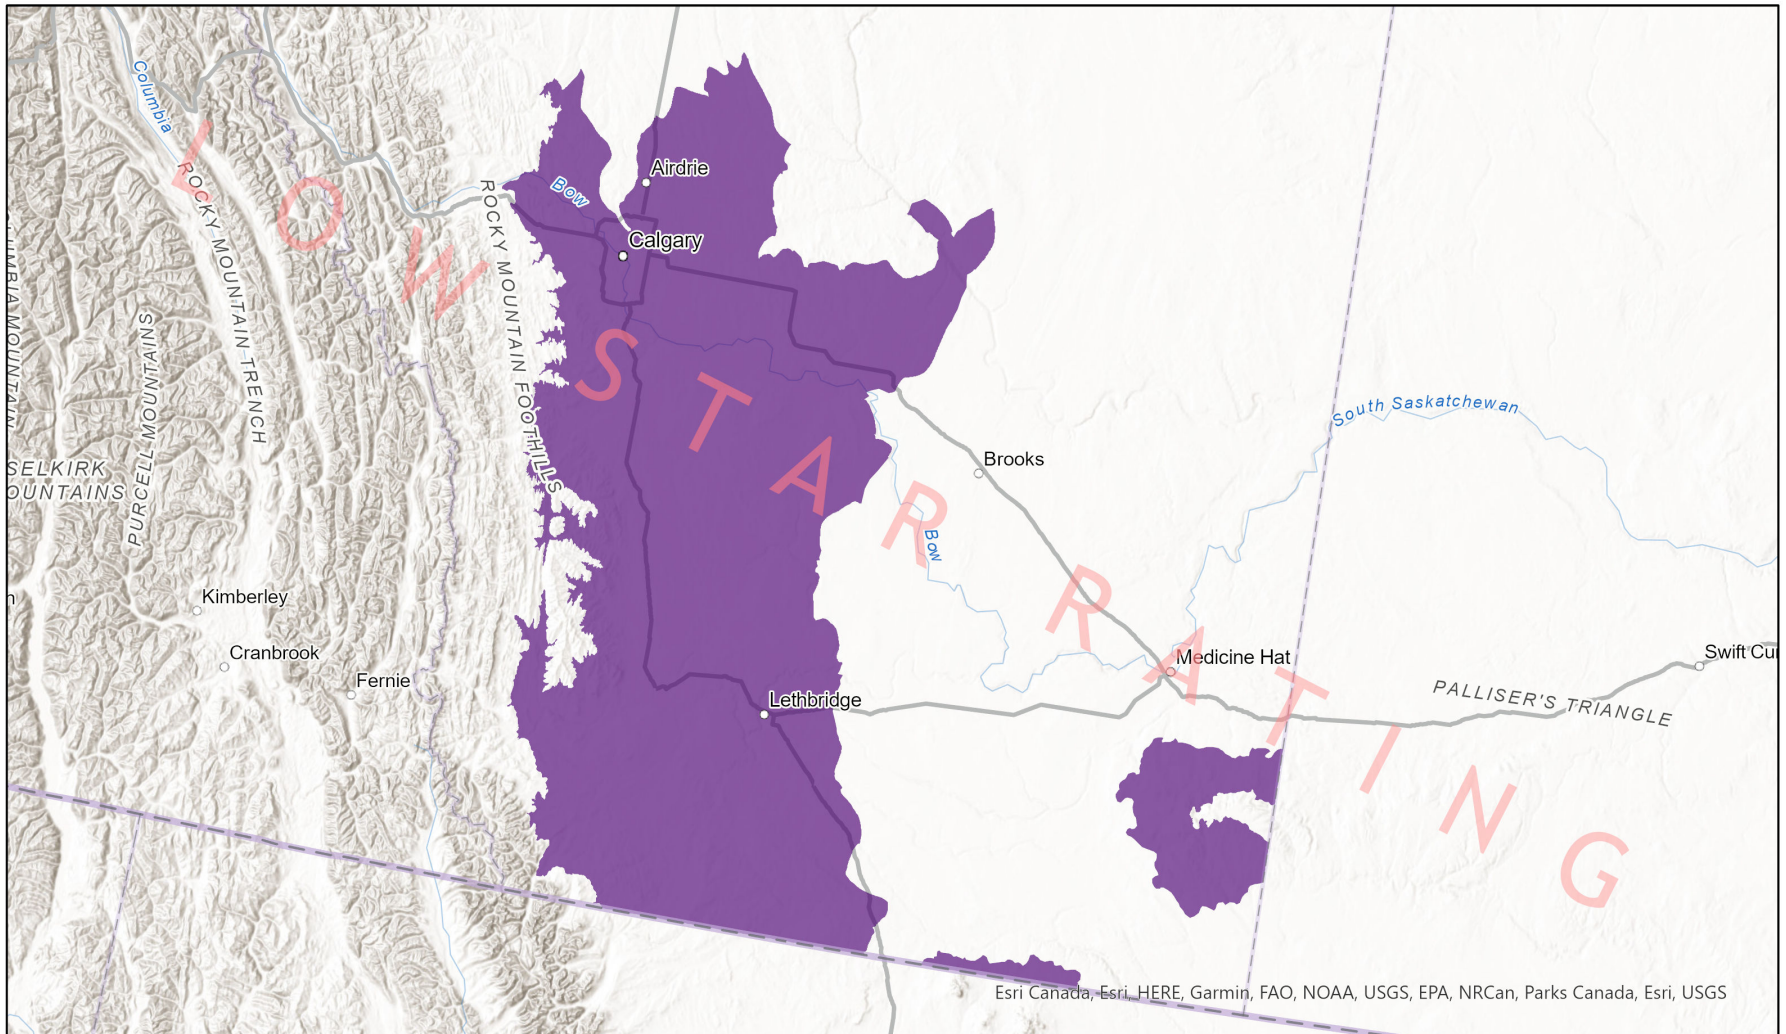 Columbia
ROCKY MOUNTAIN TRENCH
LOW STAR RATING
Airdrie
Bow
Calgary
ROCKY MOUNTAIN FOOTHILLS
PURCELL MOUNTAINS
MOUNTAIN
SELKIRK
South Saskatchewan
Brooks
Bow
Kimberley
Cranbrook
Fernie
Medicine Hat
Swift Cur
Lethbridge
PALLISER'S TRIANGLE
Esri Canada, Esri, HERE, Garmin, FAO, NOAA, USGS, EPA, NRCan, Parks Canada, Esri, USGS